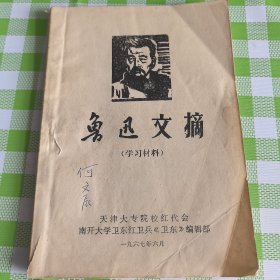 鲁迅文摘
(学习材料)
何文
天津大专院校红代会
南开大学卫东红卫兵《卫东》编辑部
一九六七年六月